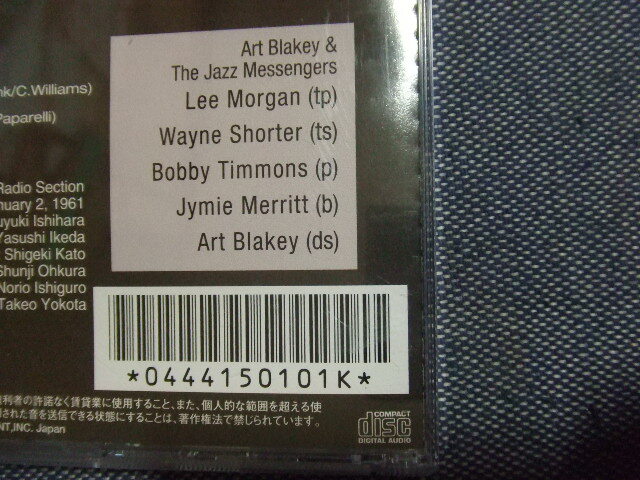 Art Blakey &
The Jazz Messengers
Lee Morgan (tp)
Wayne Shorter (ts)
Bobby Timmons (p)
Jymie Merritt (b)
Art Blakey (ds)
nk/C.Williams)
Paparelli)
Radio Section
nuary 2, 1961
uyuki Ishihara
Yasushi Ikeda
Shigeki Kato
Shunji Ohkura
Norio Ishiguro
Takeo Yokota
*0444150101K*
利者の許諾なく賃貸業に使用すること、また、個人的な範囲を超える使
された音を送信できる状態にすることは、著作権法で禁じられています。
NT,INC. Japan
COMPACT
disc
DIGITAL AUDIO